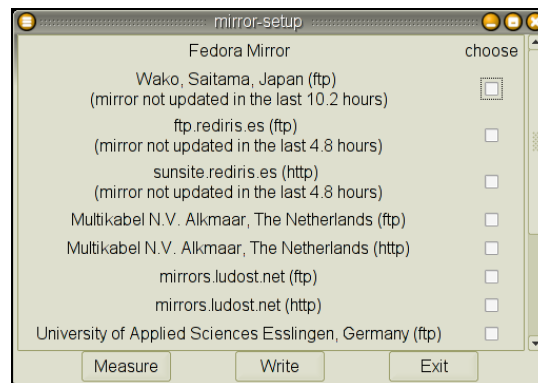 mirror-setup
Fedora Mirror choose
Wako, Saitama, Japan (ftp)
(mirror not updated in the last 10.2 hours)
ftp.rediris.es (ftp)
(mirror not updated in the last 4.8 hours)
sunsite.rediris.es (http)
(mirror not updated in the last 4.8 hours)
Multikabel N.V. Alkmaar, The Netherlands (ftp)
Multikabel N.V. Alkmaar, The Netherlands (http)
mirrors.ludost.net (ftp)
mirrors.ludost.net (http)
University of Applied Sciences Esslingen, Germany (ftp)
Measure Write Exit